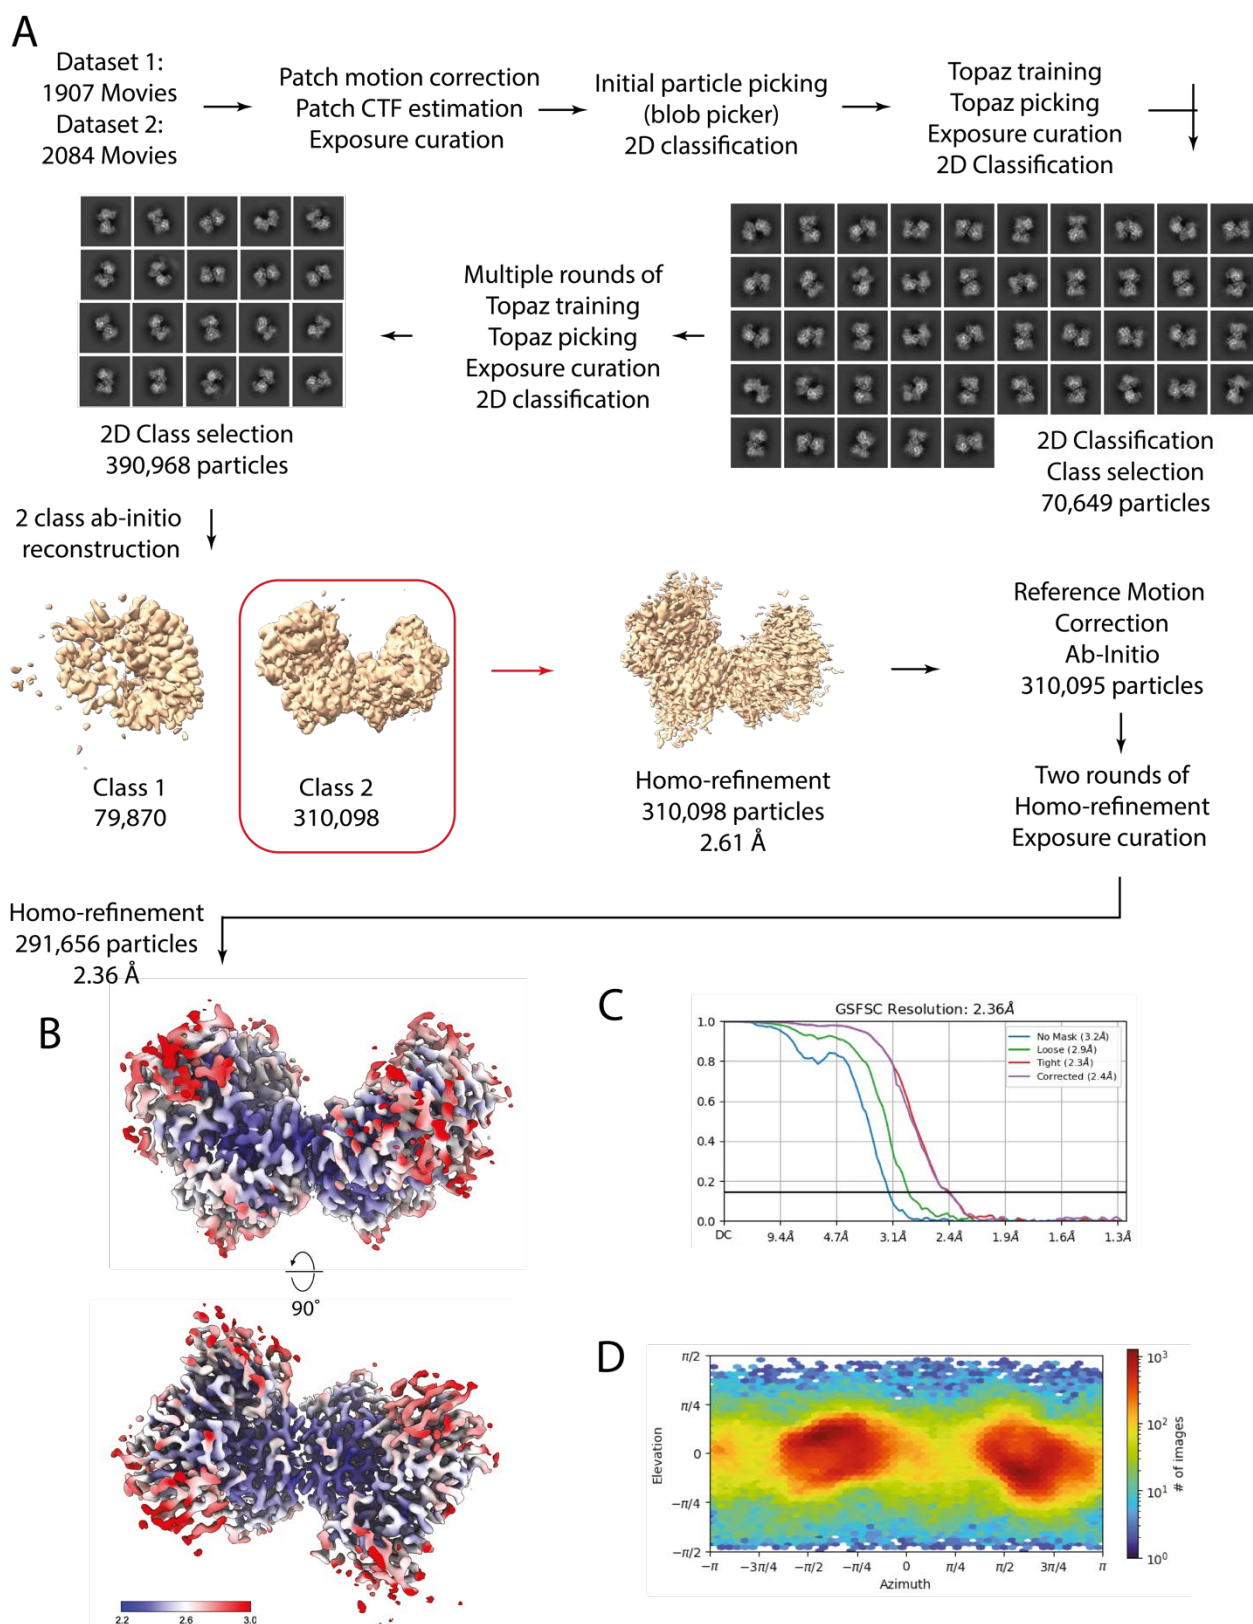 A
Dataset 1:
1907 Movies
Dataset 2:
2084 Movies
Patch motion correction
Patch CTF estimation
Exposure curation
Initial particle picking
(blob picker)
2D classification
Topaz training
Topaz picking
Exposure curation
2D Classification
2D Classification
Class selection
70,649 particles
Multiple rounds of
Topaz training
Topaz picking
Exposure curation
2D classification
2D Class selection
390,968 particles
2 class ab-initio
reconstruction
Class 1
79,870
Class 2
310,098
Homo-refinement
310,098 particles
2.61 Å
Reference Motion
Correction
Ab-Initio
310,095 particles
Two rounds of
Homo-refinement
Exposure curation
Homo-refinement
291,656 particles
2.36 Å
B
90°
2.2 2.6 3.0
C
GSFSC Resolution: 2.36Å
No Mask (3.2Å)
Loose (2.9Å)
Tight (2.3Å)
Corrected (2.4Å)
1.0
0.8
0.6
0.4
0.2
0.0
DC 9.4Å 4.7Å 3.1Å 2.4Å 1.9Å 1.6Å 1.3Å
D
π/2
π/4
0
−π/4
−π/2
Elevation
−π −3π/4 −π/2 −π/4 0 π/4 π/2 3π/4 π
Azimuth
10³
10²
10¹
10⁰
# of images